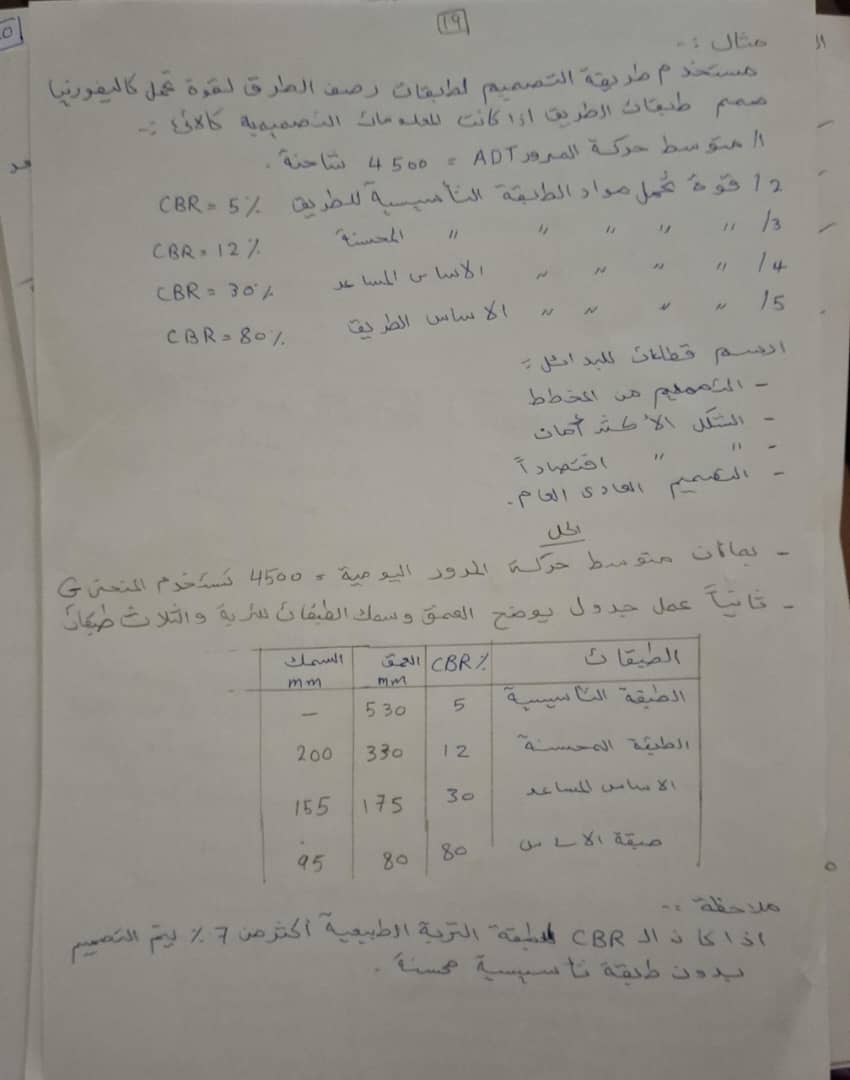 19
مثال :-
مستخدم طريقة التصميم لطبقات رصف الطرق لقوة تحمل كاليفورنيا
صمم طبقات الطريق اذا كانت المعلومات التصميمية كالاتي :-
1/ متوسط حركة المرور ADT = 4500 شاحنة .
2/ قوة تحمل مواد الطبقة التأسيسية للطريق CBR = 5%
3/ " " " " " المحسنة CBR = 12%
4/ " " " " الاساس المساعد CBR = 30%
5/ " " " " الاساس الطريق CBR = 80%
ارسم قطاعات للبدائل :-
- التصميم من المخطط
- الشكل الأكثر أمان
- " " اقتصاداً
- التصميم العادي العام .
الحل
- بما أن متوسط حركة المرور اليومية = 4500 نستخدم المنحنى G
- ثانياً عمل جدول يوضح العمق وسمك الطبقات للتربة والثلاث طبقات
الطبقات CBR% العمق mm السمك mm
الطبقة التأسيسية 5 530 —
الطبقة المحسنة 12 330 200
الاساس المساعد 30 175 155
طبقة الاساس 80 80 95
ملاحظة :-
اذا كان الـ CBR لطبقة التربة الطبيعية أكثر من 7% يتم التصميم
بدون طبقة تأسيسية محسنة .